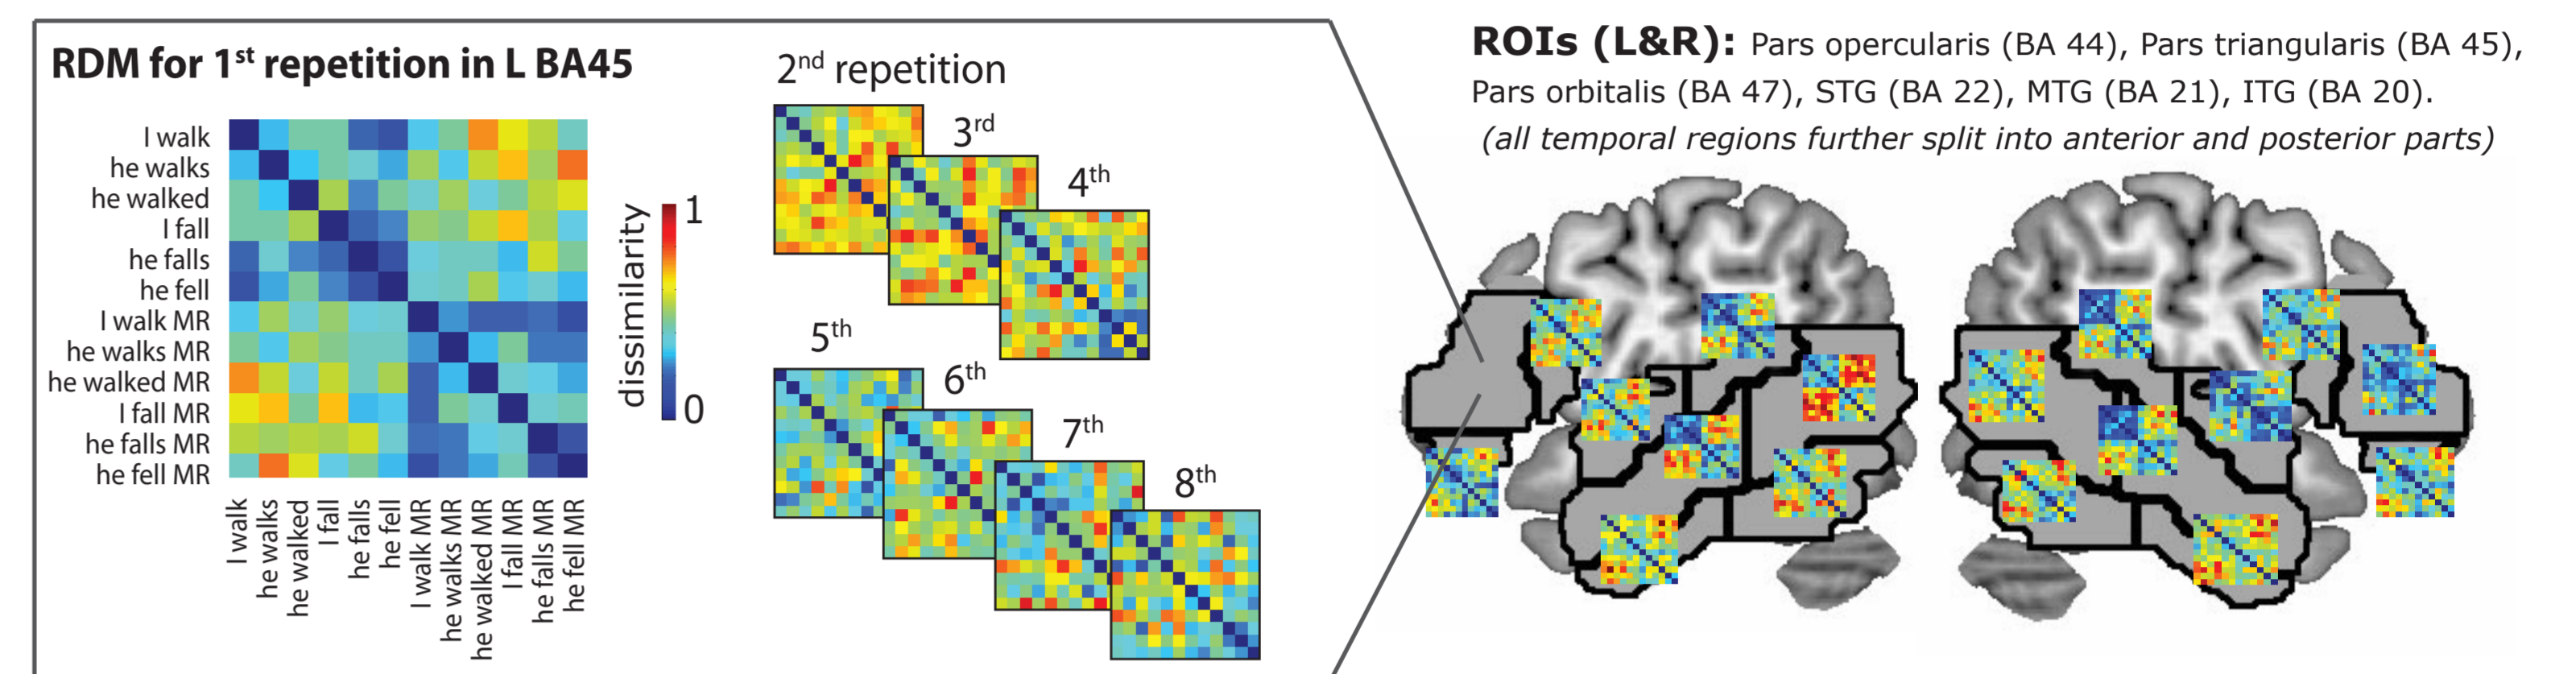 RDM for 1st repetition in L BA45
I walk
he walks
he walked
I fall
he falls
he fell
I walk MR
he walks MR
he walked MR
I fall MR
he falls MR
he fell MR
I walk
he walks
he walked
I fall
he falls
he fell
I walk MR
he walks MR
he walked MR
I fall MR
he falls MR
he fell MR
dissimilarity
1
0
2nd repetition
3rd
4th
5th
6th
7th
8th
ROIs (L&R): Pars opercularis (BA 44), Pars triangularis (BA 45),
Pars orbitalis (BA 47), STG (BA 22), MTG (BA 21), ITG (BA 20).
(all temporal regions further split into anterior and posterior parts)